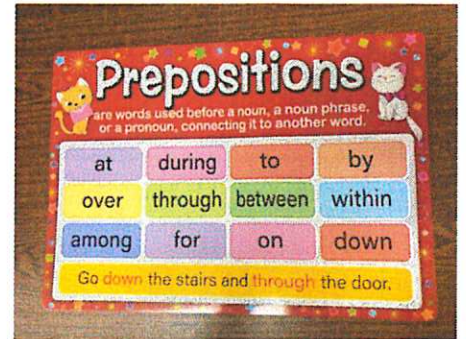 Prepositions
are words used before a noun, a noun phrase,
or a pronoun, connecting it to another word.
at during to by
over through between within
among for on down
Go down the stairs and through the door.